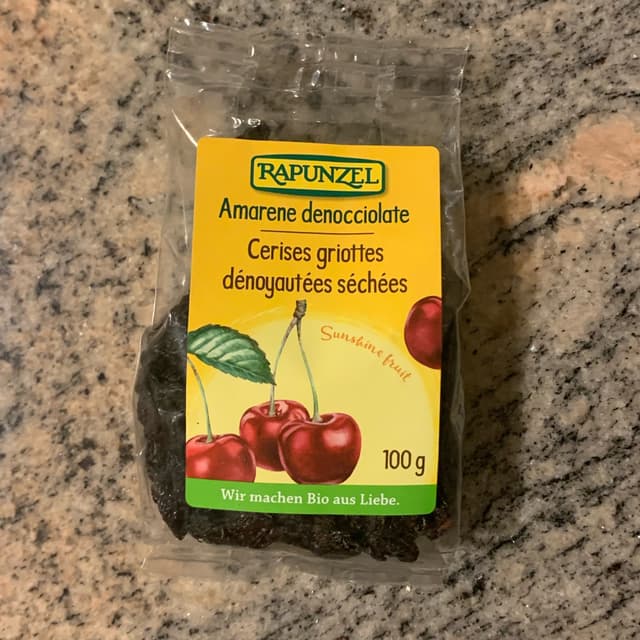 RAPUNZEL
Amarene denocciolate
Cerises griottes
dénoyautées séchées
Sunshine fruit
100 g
Wir machen Bio aus Liebe.